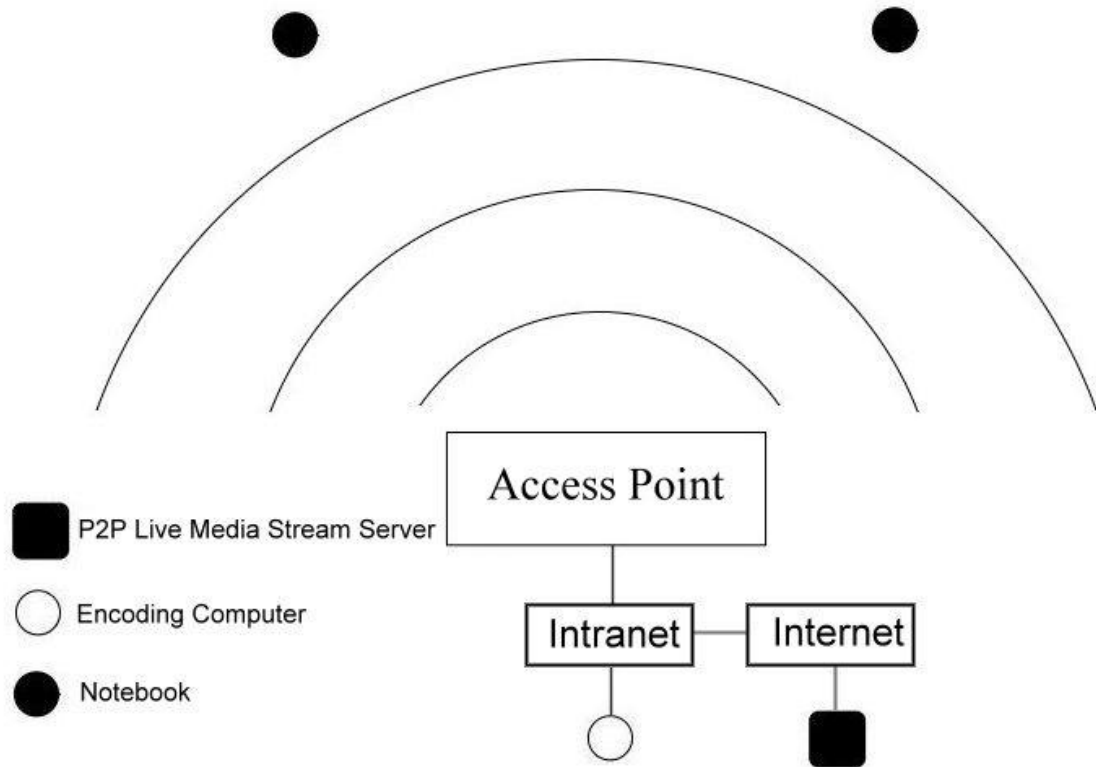 Access Point
P2P Live Media Stream Server
Encoding Computer
Intranet
Internet
Notebook